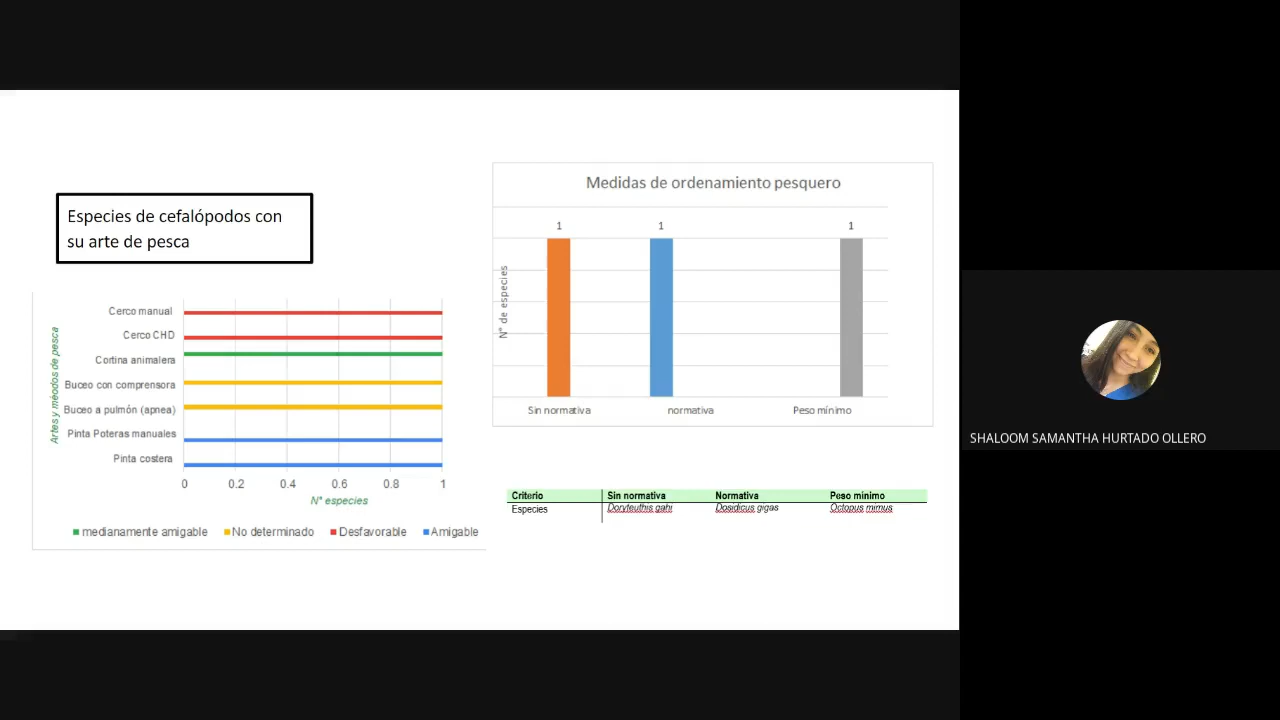 Especies de cefalópodos con
su arte de pesca
Artes y méodos de pesca
Cerco manual
Cerco CHD
Cortina animalera
Buceo con comprensora
Buceo a pulmón (apnea)
Pinta Poteras manuales
Pinta costera
0 0.2 0.4 0.6 0.8 1
N° especies
medianamente amigable No determinado Desfavorable Amigable
Medidas de ordenamiento pesquero
N° de especies
1 1 1
Sin normativa normativa Peso mínimo
Criterio Sin normativa Normativa Peso minimo
Especies Doryteuthis gahi Dosidicus gigas Octopus mimus
SHALOOM SAMANTHA HURTADO OLLERO